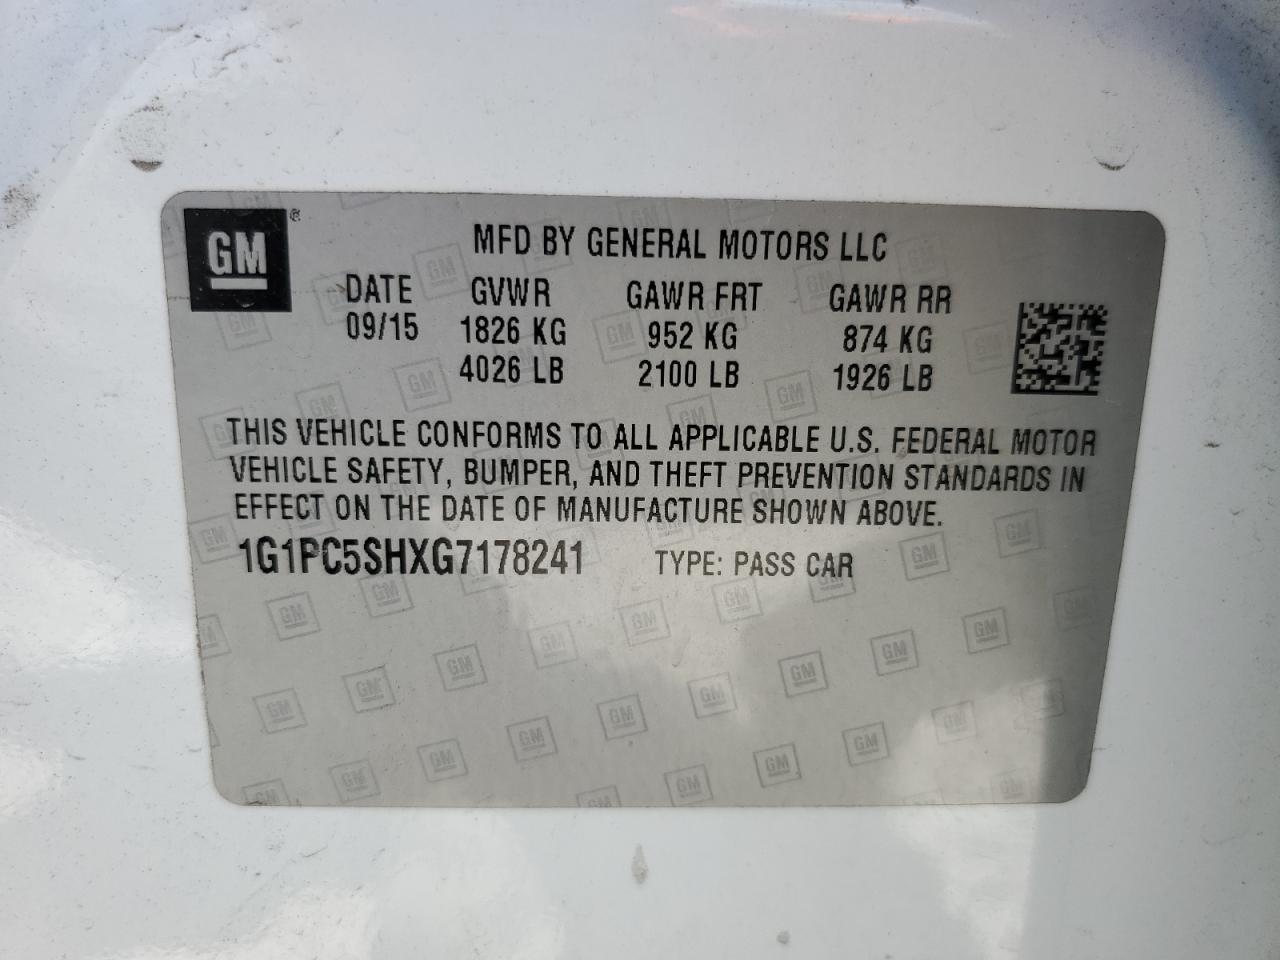 GM ®
MFD BY GENERAL MOTORS LLC
DATE GVWR GAWR FRT GAWR RR
09/15 1826 KG 952 KG 874 KG
4026 LB 2100 LB 1926 LB
THIS VEHICLE CONFORMS TO ALL APPLICABLE U.S. FEDERAL MOTOR
VEHICLE SAFETY, BUMPER, AND THEFT PREVENTION STANDARDS IN
EFFECT ON THE DATE OF MANUFACTURE SHOWN ABOVE.
1G1PC5SHXG7178241 TYPE: PASS CAR